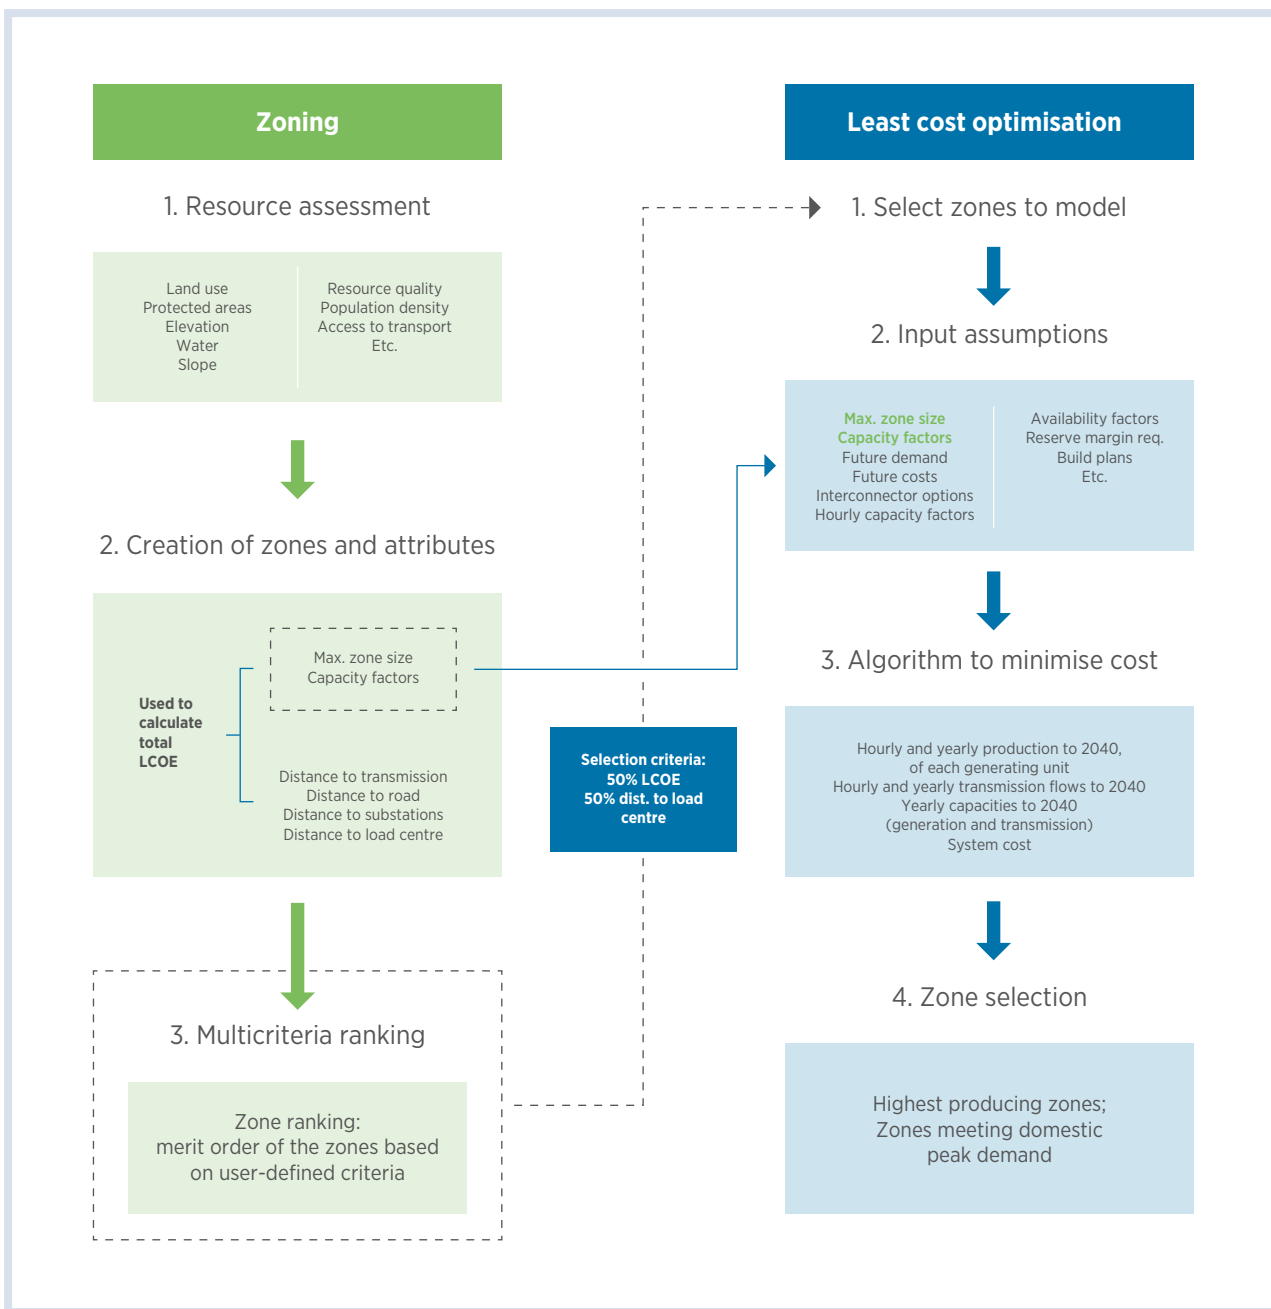 Zoning
1. Resource assessment
Land use
Protected areas
Elevation
Water
Slope
Resource quality
Population density
Access to transport
Etc.
2. Creation of zones and attributes
Used to
calculate
total
LCOE
Max. zone size
Capacity factors
Distance to transmission
Distance to road
Distance to substations
Distance to load centre
3. Multicriteria ranking
Zone ranking:
merit order of the zones based
on user-defined criteria
Selection criteria:
50% LCOE
50% dist. to load
centre
Least cost optimisation
1. Select zones to model
2. Input assumptions
Max. zone size
Capacity factors
Future demand
Future costs
Interconnector options
Hourly capacity factors
Availability factors
Reserve margin req.
Build plans
Etc.
3. Algorithm to minimise cost
Hourly and yearly production to 2040,
of each generating unit
Hourly and yearly transmission flows to 2040
Yearly capacities to 2040
(generation and transmission)
System cost
4. Zone selection
Highest producing zones;
Zones meeting domestic
peak demand